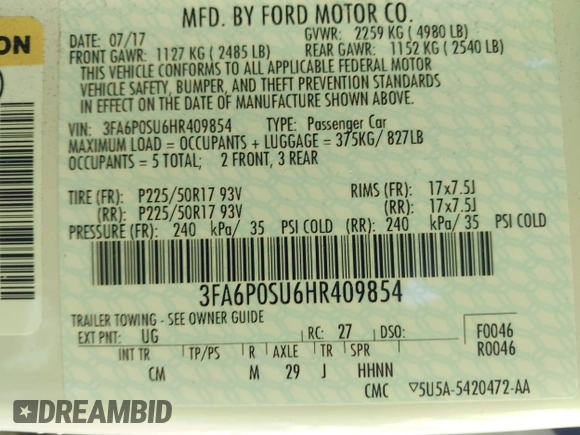 MFD. BY FORD MOTOR CO.
DATE: 07/17 GVWR: 2259 KG ( 4980 LB)
FRONT GAWR: 1127 KG ( 2485 LB) REAR GAWR: 1152 KG ( 2540 LB)
THIS VEHICLE CONFORMS TO ALL APPLICABLE FEDERAL MOTOR
VEHICLE SAFETY, BUMPER, AND THEFT PREVENTION STANDARDS
IN EFFECT ON THE DATE OF MANUFACTURE SHOWN ABOVE.
VIN: 3FA6P0SU6HR409854 TYPE: Passenger Car
MAXIMUM LOAD = OCCUPANTS + LUGGAGE = 375KG/ 827LB
OCCUPANTS = 5 TOTAL; 2 FRONT, 3 REAR
TIRE (FR): P225/50R17 93V RIMS (FR): 17x7.5J
(RR): P225/50R17 93V (RR): 17x7.5J
PRESSURE (FR): 240 kPa/ 35 PSI COLD (RR): 240 kPa/ 35 PSI COLD
3FA6P0SU6HR409854
TRAILER TOWING - SEE OWNER GUIDE
EXT PNT: UG RC: 27 DSO: F0046
R0046
INT TR TP/PS R AXLE TR SPR
CM M 29 J HHNN
CMC ▽5U5A-5420472-AA
ON
DREAMBID